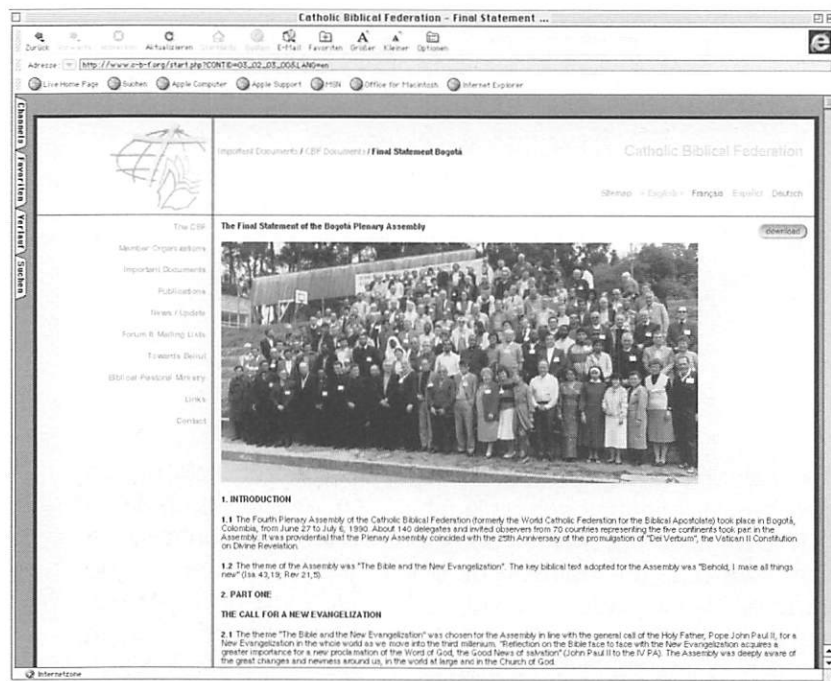 Catholic Biblical Federation - Final Statement ...
Zurück Aktualisieren E-Mail Favoriten Größer Kleiner Optionen
Adresse: http://www.c-b-f.org/start.php?CONTID=03_02_03_00&LANG=en
Live Home Page Suchen Apple Computer Apple Support MSN Office for Macintosh Internet Explorer
Channels
Favoriten
Verlauf
Suchen
Important Documents / CBF Documents / Final Statement Bogotá
Catholic Biblical Federation
Sitemap - English - Français Español Deutsch
The CBF
Member Organizations
Important Documents
Publications
News / Update
Forum & Mailing Lists
Towards Beirut
Biblical Pastoral Ministry
Links
Contact
The Final Statement of the Bogotá Plenary Assembly
download
1. INTRODUCTION
1.1 The Fourth Plenary Assembly of the Catholic Biblical Federation (formerly the World Catholic Federation for the Biblical Apostolate) took place in Bogotá,
Colombia, from June 27 to July 6, 1990. About 140 delegates and invited observers from 70 countries representing the five continents took part in the
Assembly. It was providential that the Plenary Assembly coincided with the 25th Anniversary of the promulgation of "Dei Verbum", the Vatican II Constitution
on Divine Revelation.
1.2 The theme of the Assembly was "The Bible and the New Evangelization". The key biblical text adopted for the Assembly was "Behold, I make all things
new" (Isa 43,19; Rev 21,5).
2. PART ONE
THE CALL FOR A NEW EVANGELIZATION
2.1 The theme "The Bible and the New Evangelization" was chosen for the Assembly in line with the general call of the Holy Father, Pope John Paul II, for a
New Evangelization in the whole world as we move into the third millenium. "Reflection on the Bible face to face with the New Evangelization acquires a
greater importance for a new proclamation of the Word of God, the Good News of salvation" (John Paul II to the IV PA). The Assembly was deeply aware of
the great changes and newness around us, in the world at large and in the Church of God.
Internetzone